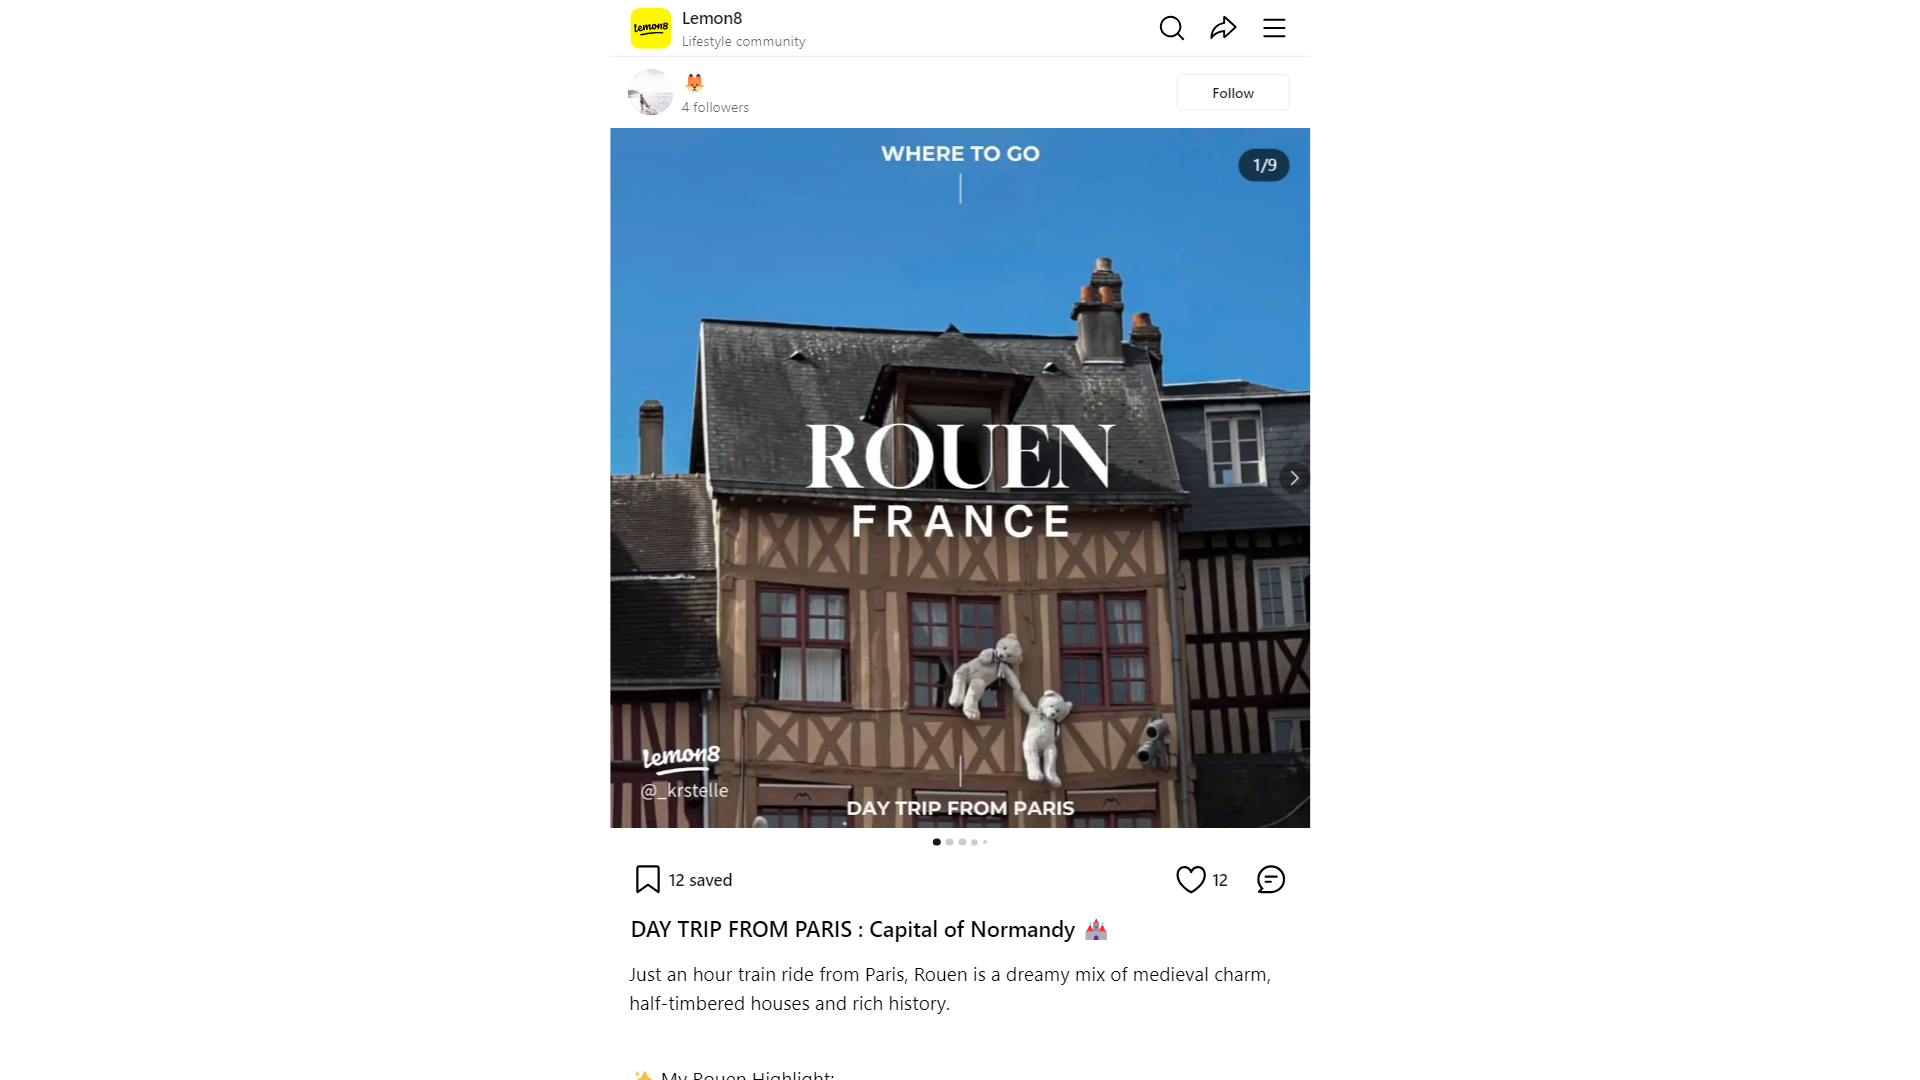 lemon8
Lemon8
Lifestyle community
4 followers
Follow
WHERE TO GO
1/9
ROUEN
FRANCE
lemon8
@_krstelle
DAY TRIP FROM PARIS
12 saved
12
DAY TRIP FROM PARIS : Capital of Normandy 🏰
Just an hour train ride from Paris, Rouen is a dreamy mix of medieval charm,
half-timbered houses and rich history.
✨ My Rouen Highlight: